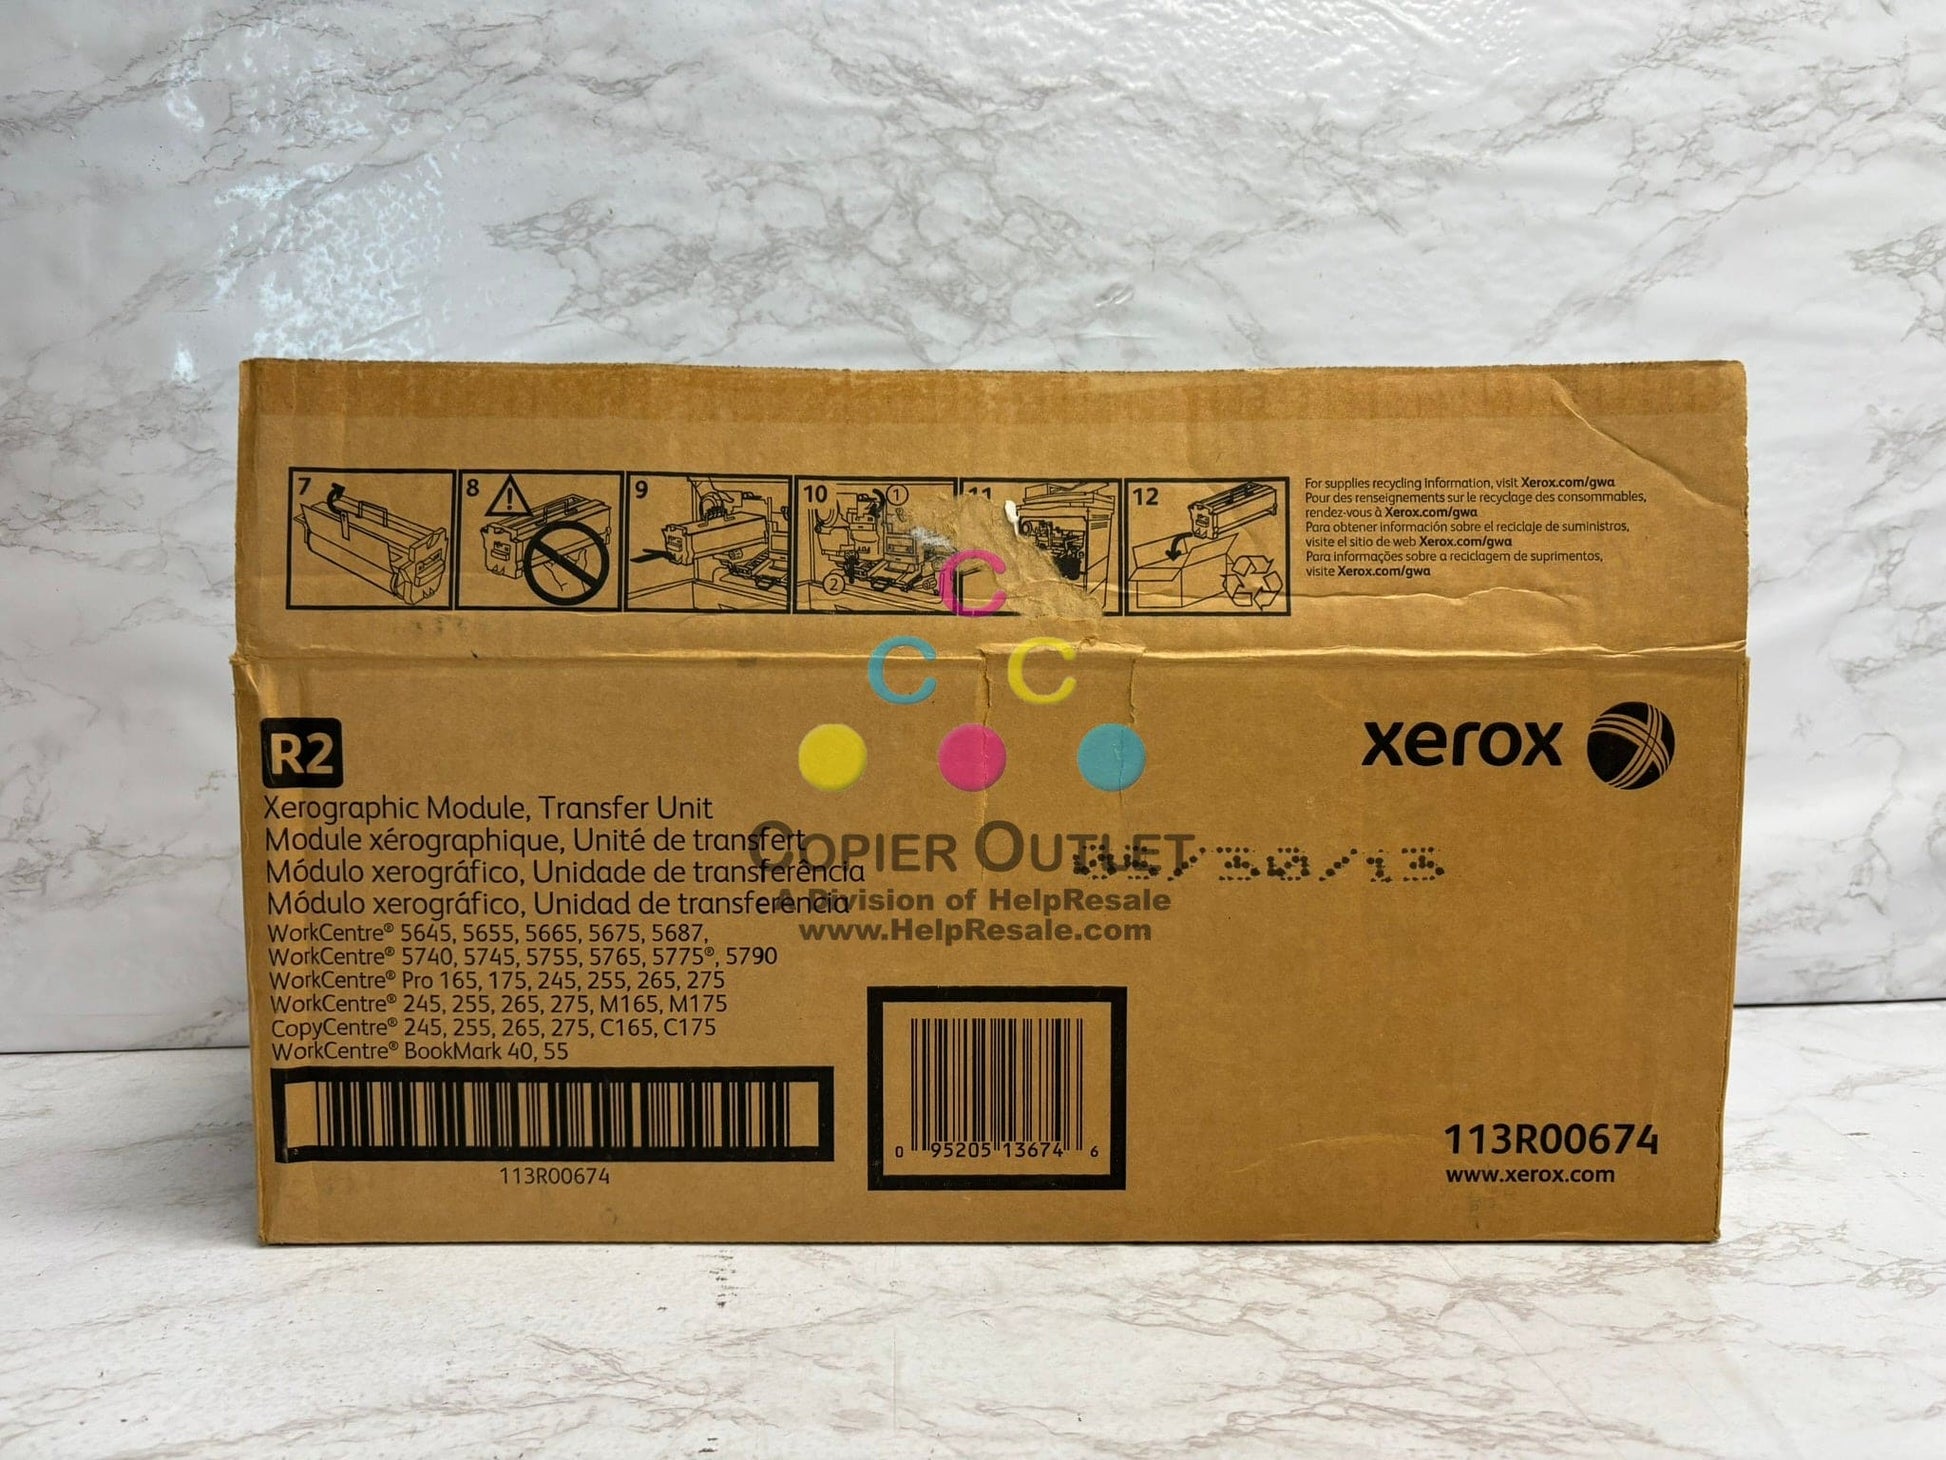 7
8
9
10
1
2
11
12
For supplies recycling information, visit Xerox.com/gwa
Pour des renseignements sur le recyclage des consommables,
rendez-vous à Xerox.com/gwa
Para obtener información sobre el reciclaje de suministros,
visite el sitio de web Xerox.com/gwa
Para informações sobre a reciclagem de suprimentos,
visite Xerox.com/gwa
C
C C
R2
xerox
Xerographic Module, Transfer Unit
Module xérographique, Unité de transfert
Módulo xerográfico, Unidade de transferência
Módulo xerográfico, Unidad de transferencia
COPIER OUTLET
A Division of HelpResale
www.HelpResale.com
/30/13
WorkCentre® 5645, 5655, 5665, 5675, 5687,
WorkCentre® 5740, 5745, 5755, 5765, 5775®, 5790
WorkCentre® Pro 165, 175, 245, 255, 265, 275
WorkCentre® 245, 255, 265, 275, M165, M175
CopyCentre® 245, 255, 265, 275, C165, C175
WorkCentre® BookMark 40, 55
113R00674
0 95205 13674 6
113R00674
www.xerox.com